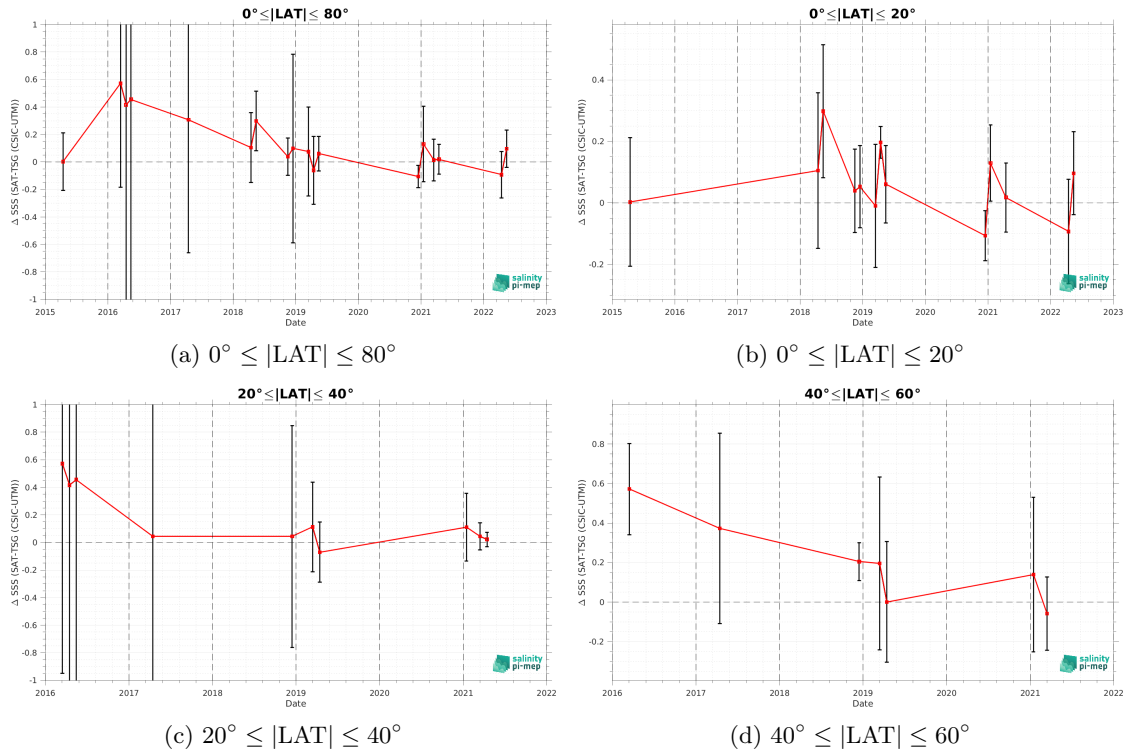 0°≤|LAT|≤ 80°
1
0.8
0.6
0.4
0.2
0
-0.2
-0.4
-0.6
-0.8
-1
Δ SSS (SAT-TSG (CSIC-UTM))
2015 2016 2017 2018 2019 2020 2021 2022 2023
Date
salinity
pi-mep
(a) 0° ≤ |LAT| ≤ 80°
0°≤|LAT|≤ 20°
0.4
0.2
0
-0.2
Δ SSS (SAT-TSG (CSIC-UTM))
2015 2016 2017 2018 2019 2020 2021 2022 2023
Date
salinity
pi-mep
(b) 0° ≤ |LAT| ≤ 20°
20°≤|LAT|≤ 40°
1
0.8
0.6
0.4
0.2
0
-0.2
-0.4
-0.6
-0.8
-1
Δ SSS (SAT-TSG (CSIC-UTM))
2016 2017 2018 2019 2020 2021 2022
Date
salinity
pi-mep
(c) 20° ≤ |LAT| ≤ 40°
40°≤|LAT|≤ 60°
0.8
0.6
0.4
0.2
0
-0.2
Δ SSS (SAT-TSG (CSIC-UTM))
2016 2017 2018 2019 2020 2021 2022
Date
salinity
pi-mep
(d) 40° ≤ |LAT| ≤ 60°